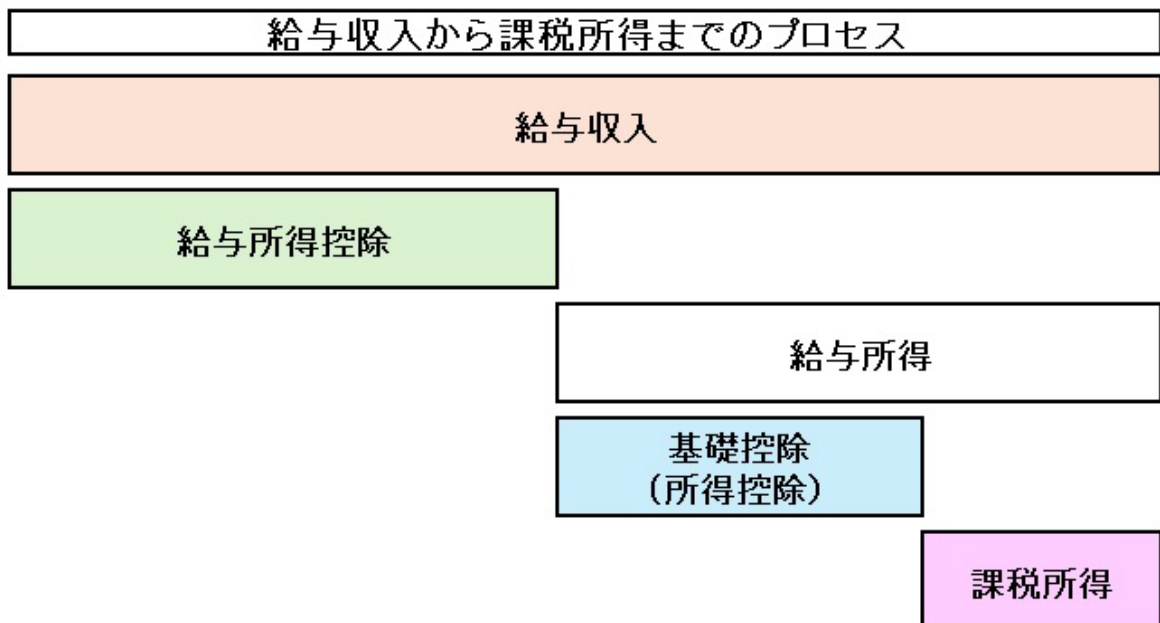 給与収入から課税所得までのプロセス
給与収入
給与所得控除
給与所得
基礎控除
（所得控除）
課税所得